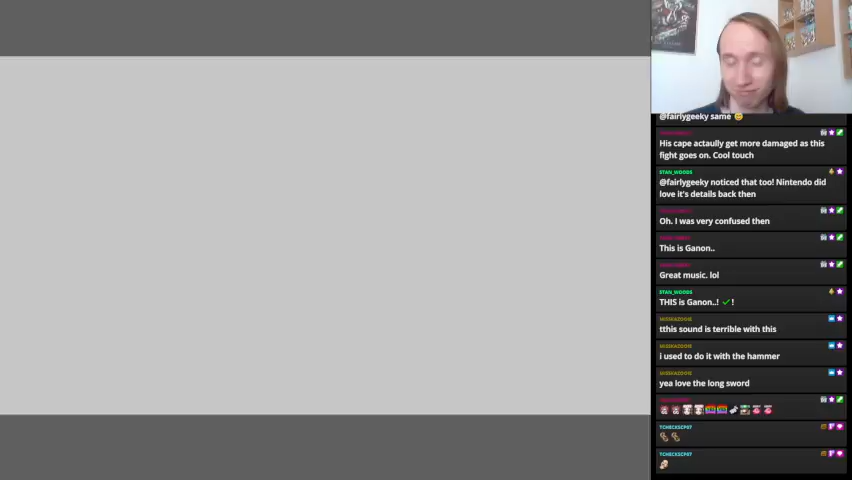 @fairlygeeky same
His cape actaully get more damaged as this
fight goes on. Cool touch
STAN_WOODS
@fairlygeeky noticed that too! Nintendo did
love it's details back then
Oh. I was very confused then
This is Ganon..
Great music. lol
STAN_WOODS
THIS is Ganon..! !
tthis sound is terrible with this
i used to do it with the hammer
yea love the long sword
TCHECKSCP07
TCHECKSCP07